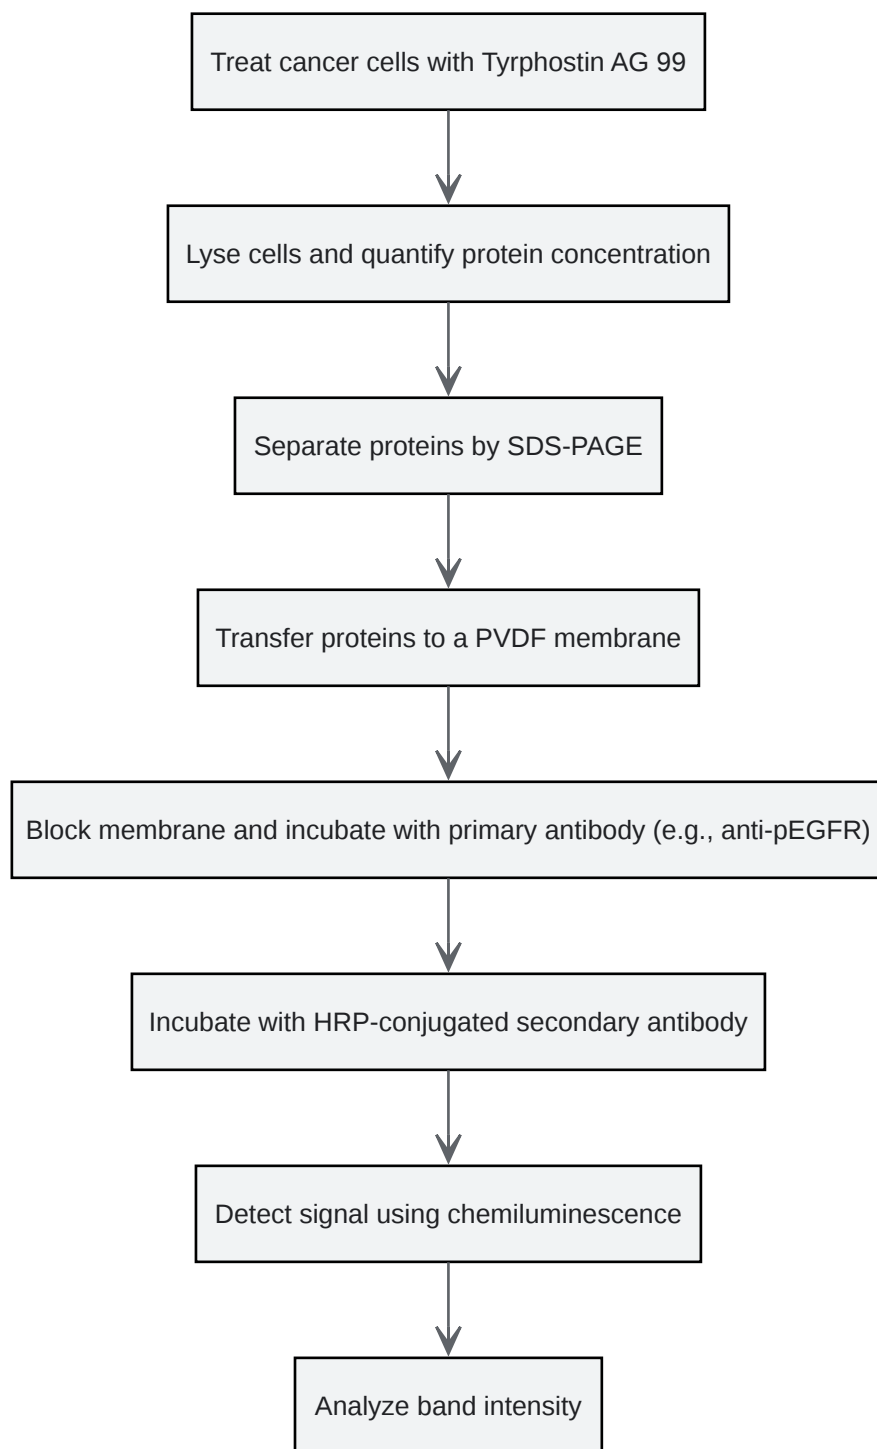 Treat cancer cells with Tyrphostin AG 99
Lyse cells and quantify protein concentration
Separate proteins by SDS-PAGE
Transfer proteins to a PVDF membrane
Block membrane and incubate with primary antibody (e.g., anti-pEGFR)
Incubate with HRP-conjugated secondary antibody
Detect signal using chemiluminescence
Analyze band intensity